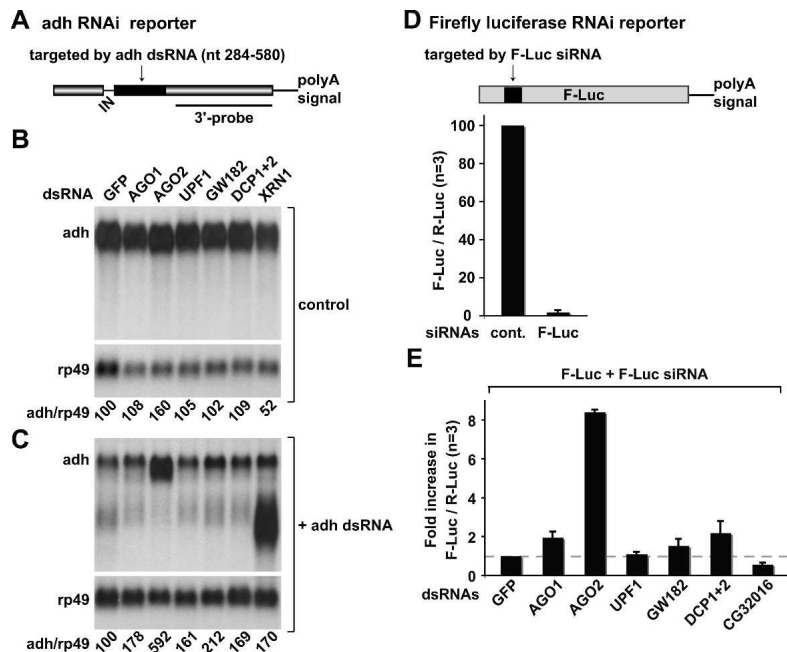 A adh RNAi reporter
targeted by adh dsRNA (nt 284-580)
IN
polyA
signal
3'-probe
B
dsRNA GFP AGO1 AGO2 UPF1 GW182 DCP1+2 XRN1
adh
control
rp49
adh/rp49 100 108 160 105 102 109 52
C
adh
+ adh dsRNA
rp49
adh/rp49 100 178 592 161 212 169 170
D Firefly luciferase RNAi reporter
targeted by F-Luc siRNA
F-Luc
polyA
signal
F-Luc / R-Luc (n=3)
100
80
60
40
20
0
siRNAs cont. F-Luc
E
F-Luc + F-Luc siRNA
Fold increase in
F-Luc / R-Luc (n=3)
8
6
4
2
0
dsRNAs GFP AGO1 AGO2 UPF1 GW182 DCP1+2 CG32016